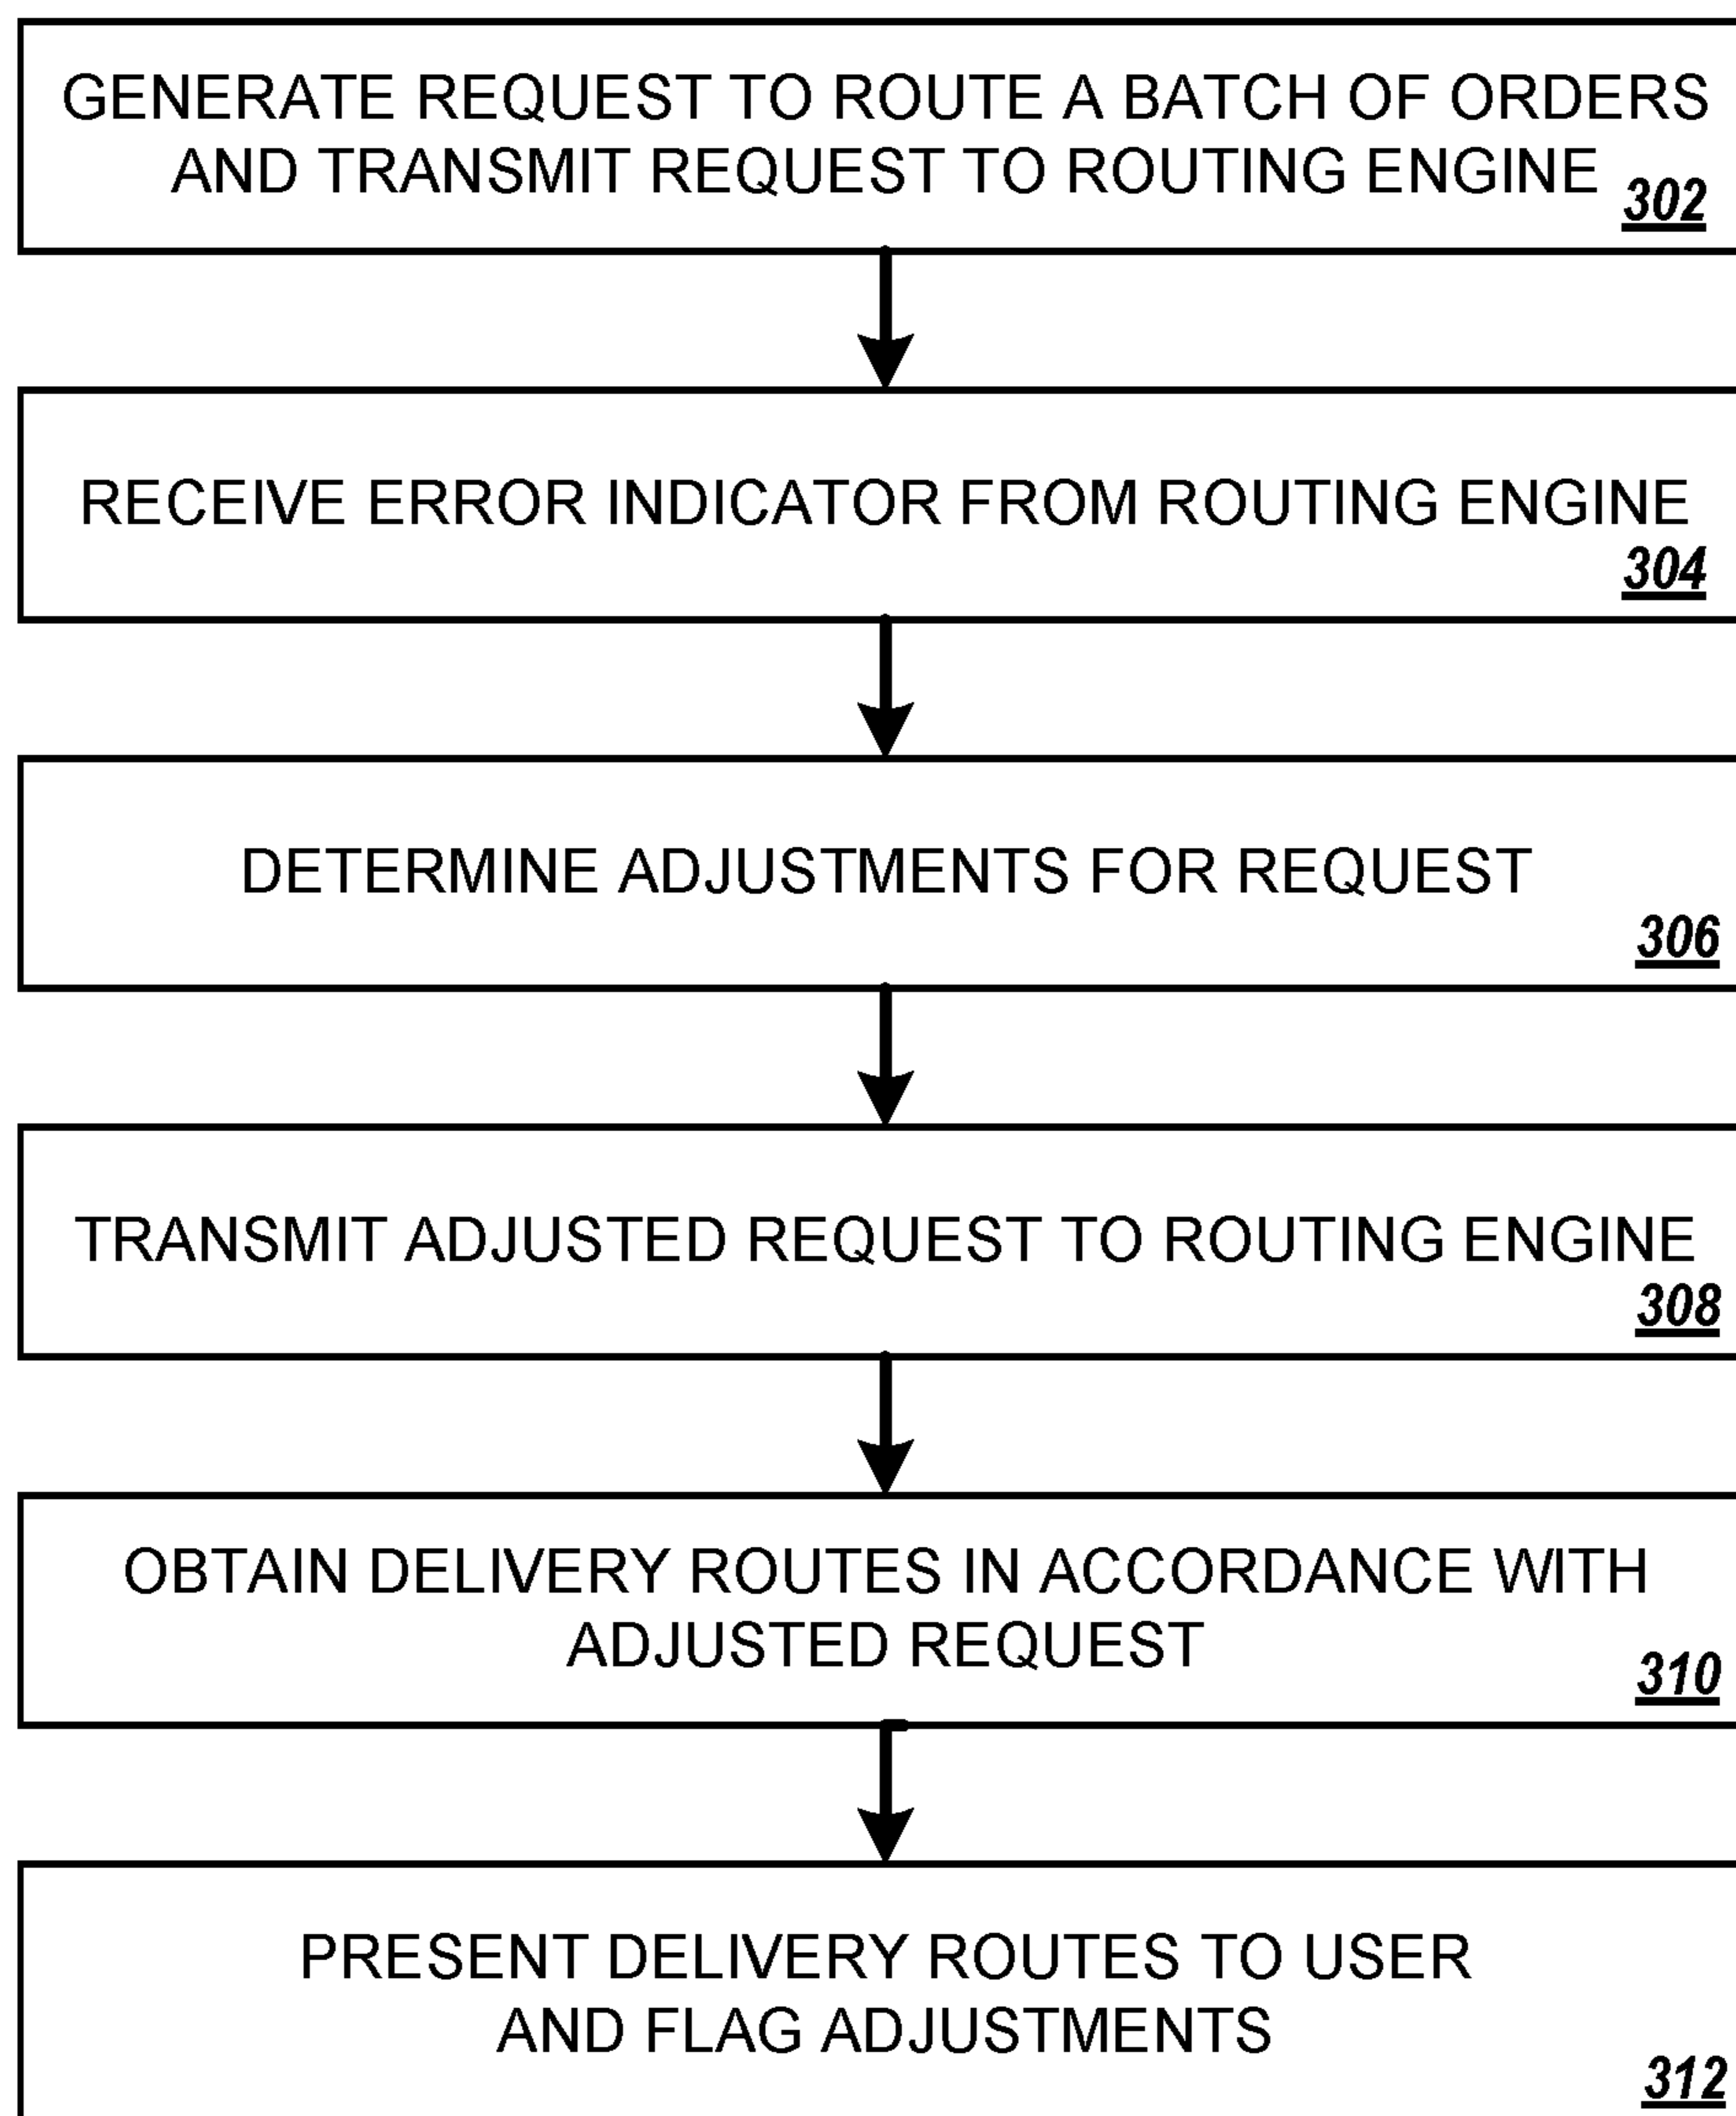 GENERATE REQUEST TO ROUTE A BATCH OF ORDERS
AND TRANSMIT REQUEST TO ROUTING ENGINE
302
RECEIVE ERROR INDICATOR FROM ROUTING ENGINE
304
DETERMINE ADJUSTMENTS FOR REQUEST
306
TRANSMIT ADJUSTED REQUEST TO ROUTING ENGINE
308
OBTAIN DELIVERY ROUTES IN ACCORDANCE WITH
ADJUSTED REQUEST
310
PRESENT DELIVERY ROUTES TO USER
AND FLAG ADJUSTMENTS
312